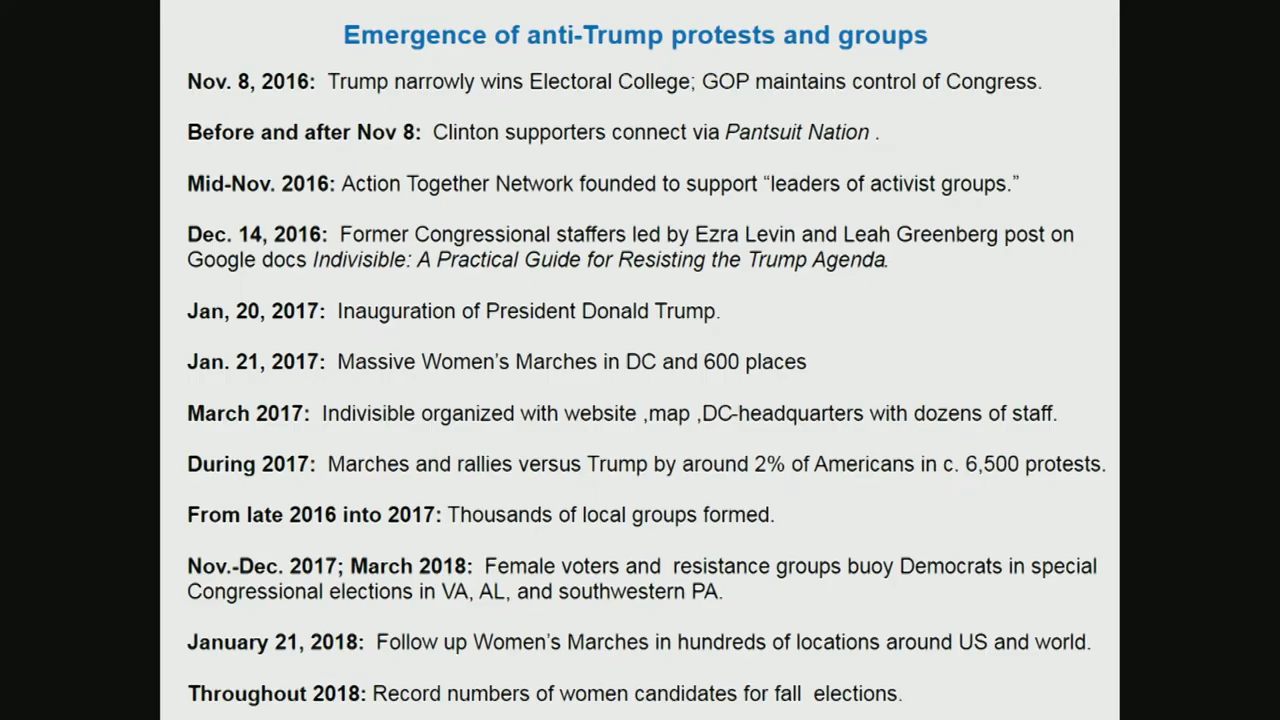 Emergence of anti-Trump protests and groups
Nov. 8, 2016: Trump narrowly wins Electoral College; GOP maintains control of Congress.
Before and after Nov 8: Clinton supporters connect via Pantsuit Nation .
Mid-Nov. 2016: Action Together Network founded to support “leaders of activist groups.”
Dec. 14, 2016: Former Congressional staffers led by Ezra Levin and Leah Greenberg post on
Google docs Indivisible: A Practical Guide for Resisting the Trump Agenda.
Jan, 20, 2017: Inauguration of President Donald Trump.
Jan. 21, 2017: Massive Women’s Marches in DC and 600 places
March 2017: Indivisible organized with website ,map ,DC-headquarters with dozens of staff.
During 2017: Marches and rallies versus Trump by around 2% of Americans in c. 6,500 protests.
From late 2016 into 2017: Thousands of local groups formed.
Nov.-Dec. 2017; March 2018: Female voters and resistance groups buoy Democrats in special
Congressional elections in VA, AL, and southwestern PA.
January 21, 2018: Follow up Women’s Marches in hundreds of locations around US and world.
Throughout 2018: Record numbers of women candidates for fall elections.